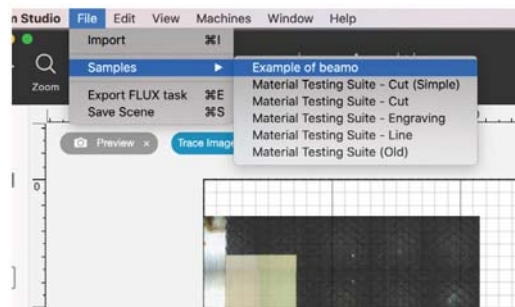 m Studio File Edit View Machines Window Help
Import ⌘I
Samples ▶ Example of beamo
Zoom
Material Testing Suite - Cut (Simple)
Export FLUX task ⌘E
Material Testing Suite - Cut
Save Scene ⌘S
Material Testing Suite - Engraving
Material Testing Suite - Line
Material Testing Suite (Old)
Preview ×
Trace Image
0